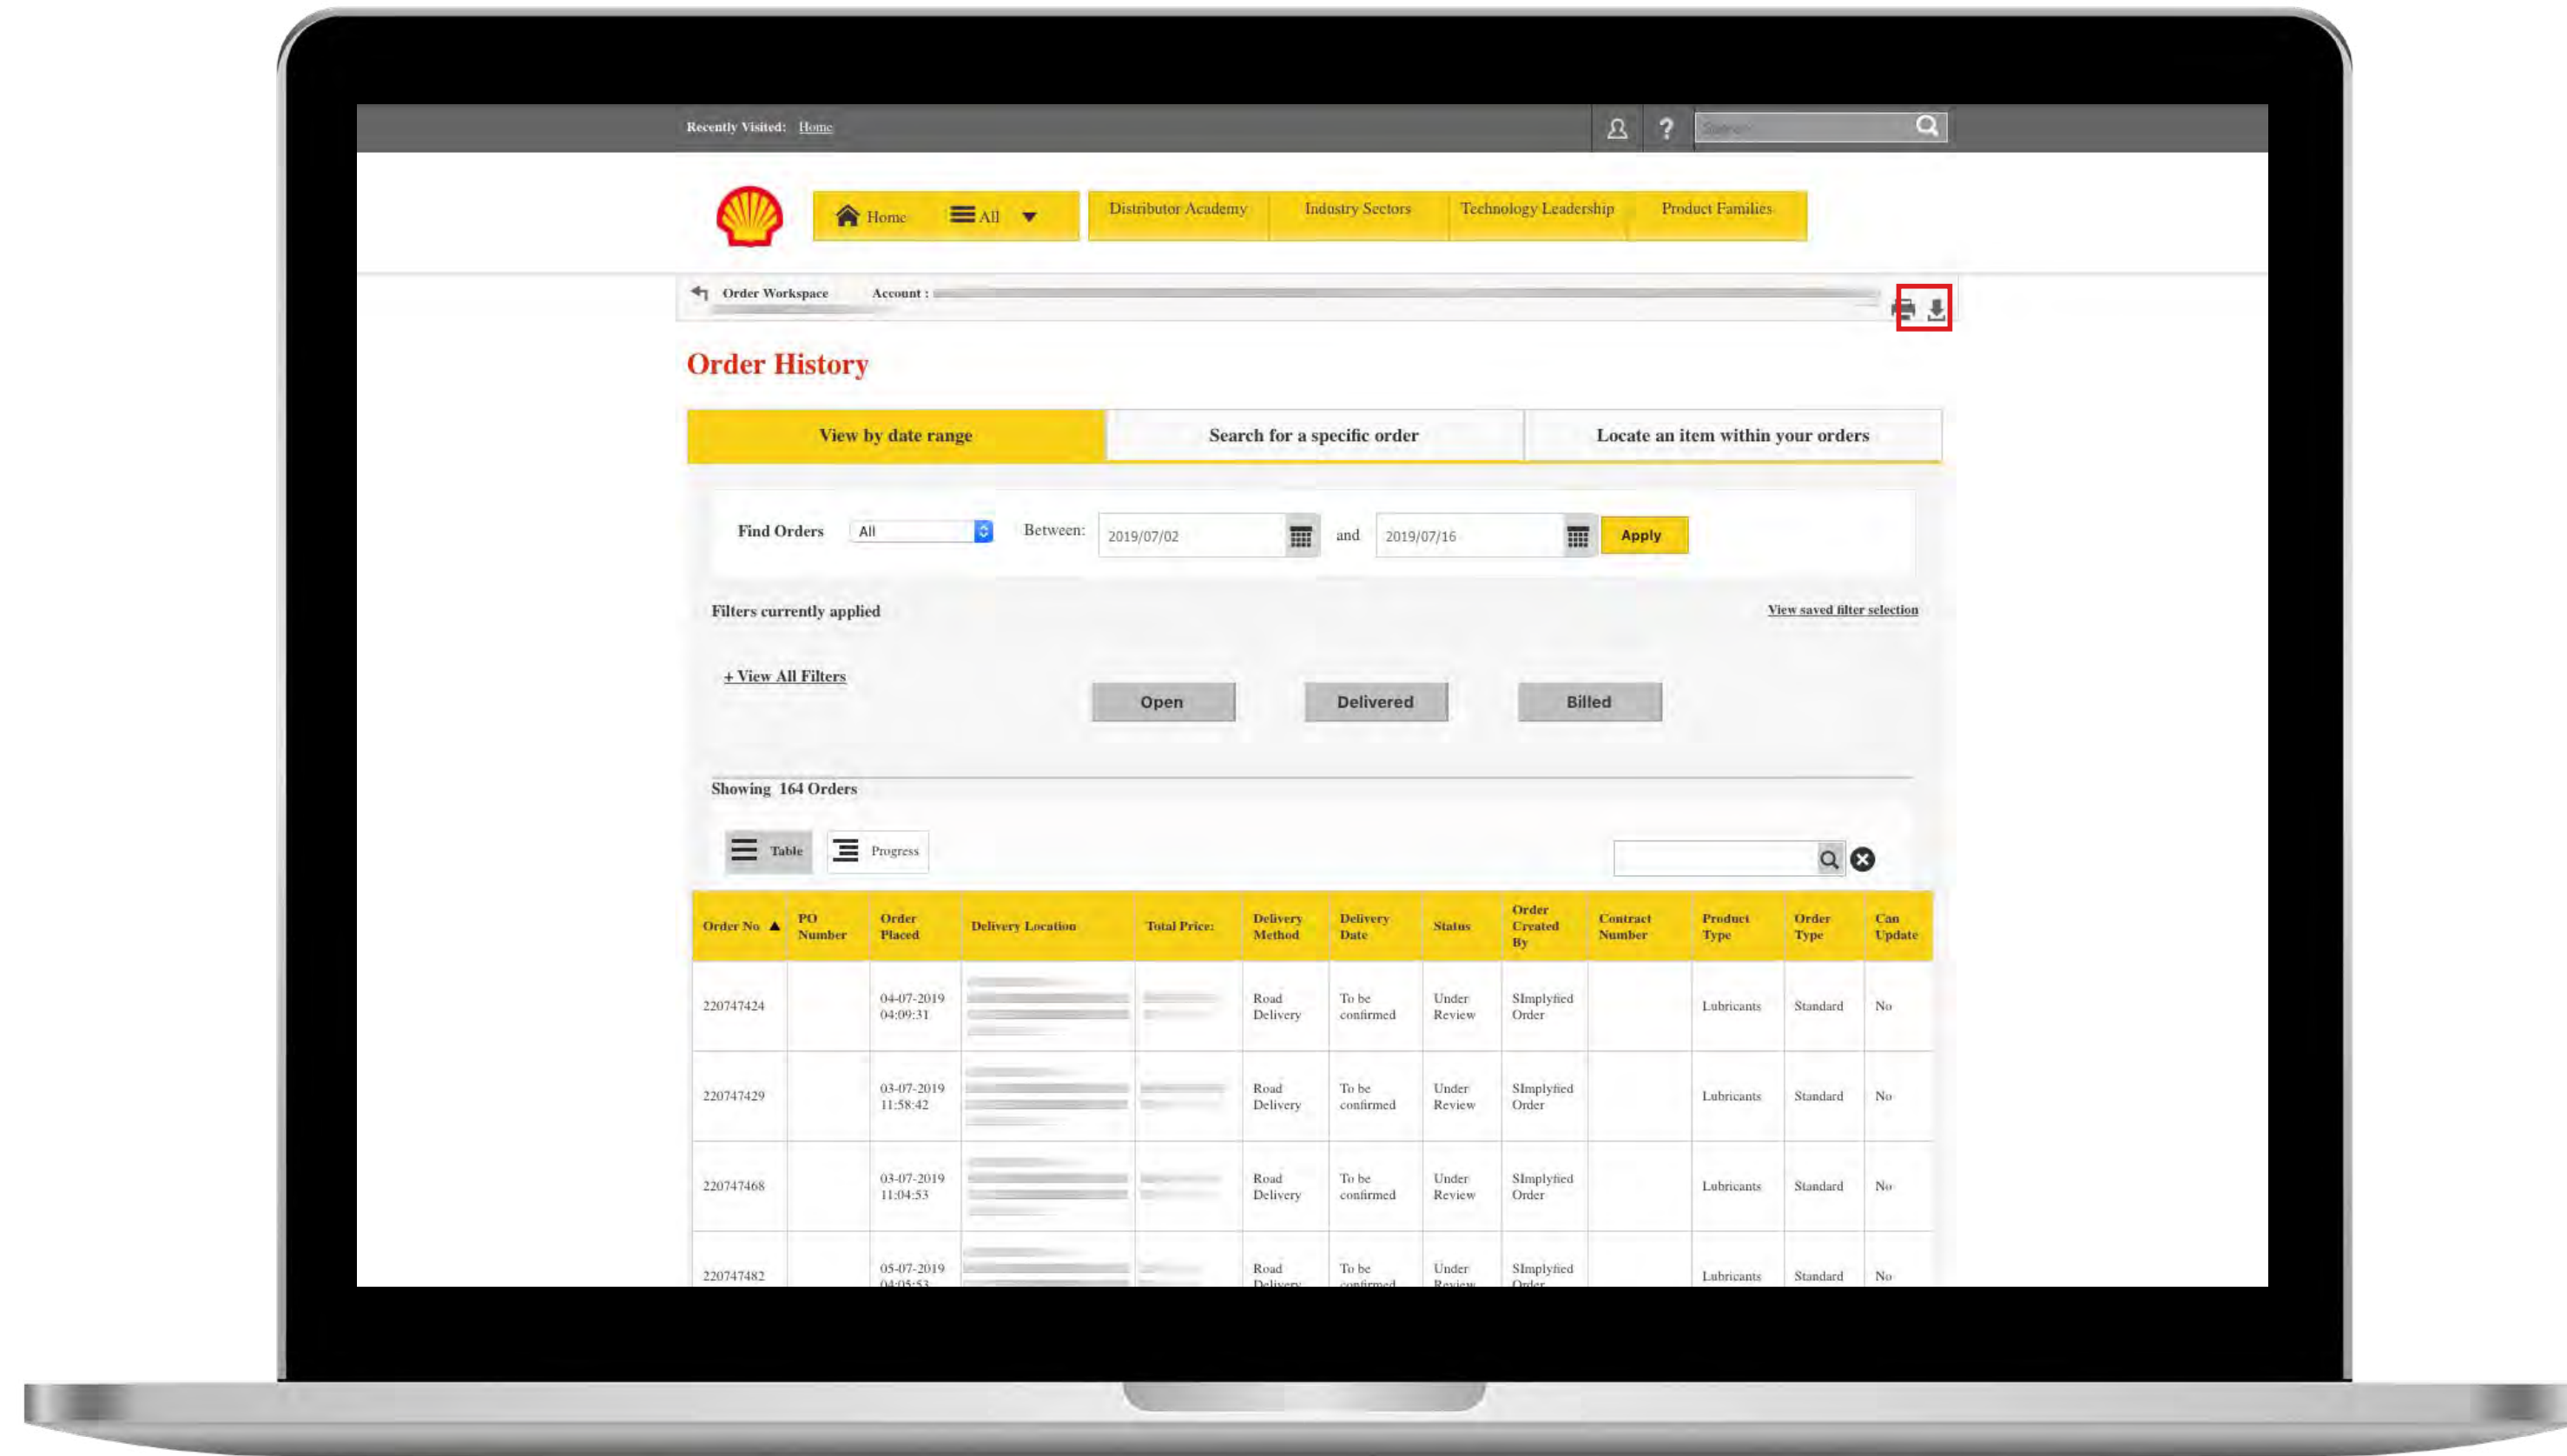 Recently Visited: Home
Home All Distributor Academy Industry Sectors Technology Leadership Product Families
Order Workspace Account :
Order History
View by date range Search for a specific order Locate an item within your orders
Find Orders All Between: 2019/07/02 and 2019/07/16 Apply
Filters currently applied View saved filter selection
+ View All Filters
Open Delivered Billed
Showing 164 Orders
Table Progress
Order No ▲ PO Number Order Placed Delivery Location Total Price: Delivery Method Delivery Date Status Order Created By Contract Number Product Type Order Type Can Update
220747424 04-07-2019 04:09:31 Road Delivery To be confirmed Under Review SImplyfied Order Lubricants Standard No
220747429 03-07-2019 11:58:42 Road Delivery To be confirmed Under Review SImplyfied Order Lubricants Standard No
220747468 03-07-2019 11:04:53 Road Delivery To be confirmed Under Review SImplyfied Order Lubricants Standard No
220747482 05-07-2019 04:05:53 Road Delivery To be confirmed Under Review SImplyfied Order Lubricants Standard No